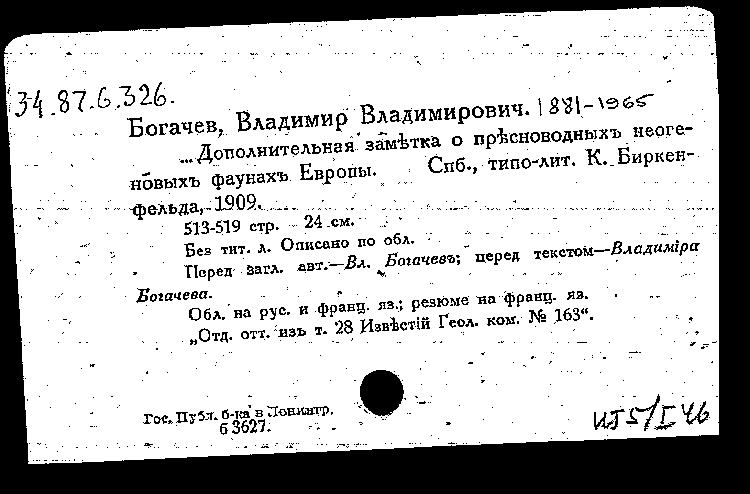 34.87.6.326.
Богачев, Владимир Владимирович. 1881-1965
...Дополнительная замѣтка о прѣсноводныхъ неоге-
новыхъ фаунахъ Европы. Спб., типо-лит. К. Биркен-
фельда, 1909.
513-519 стр. 24 см.
Без тит. л. Описано по обл.
Перед загл. авт.—Вл. Богачевъ; перед текстом—Владиміра
Богачева.
Обл. на рус. и франц. яз.; резюме на франц. яз.
„Отд. отт. изъ т. 28 Извѣстій Геол. ком. № 163“.
Гос. Публ. б-ка в Ленингр.
б 3627.